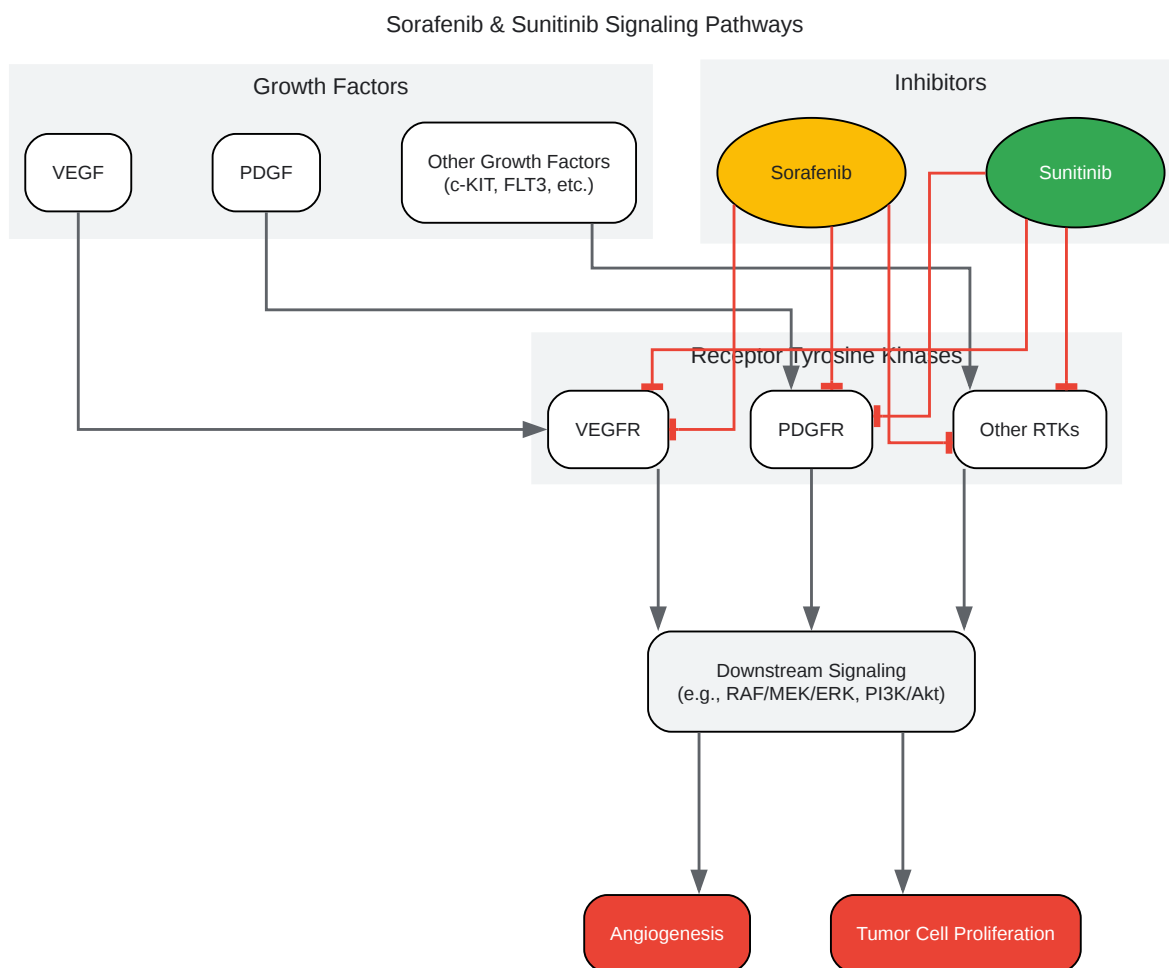 Sorafenib & Sunitinib Signaling Pathways
Growth Factors
Inhibitors
VEGF
PDGF
Other Growth Factors
(c-KIT, FLT3, etc.)
Sorafenib
Sunitinib
Receptor Tyrosine Kinases
VEGFR
PDGFR
Other RTKs
Downstream Signaling
(e.g., RAF/MEK/ERK, PI3K/Akt)
Angiogenesis
Tumor Cell Proliferation